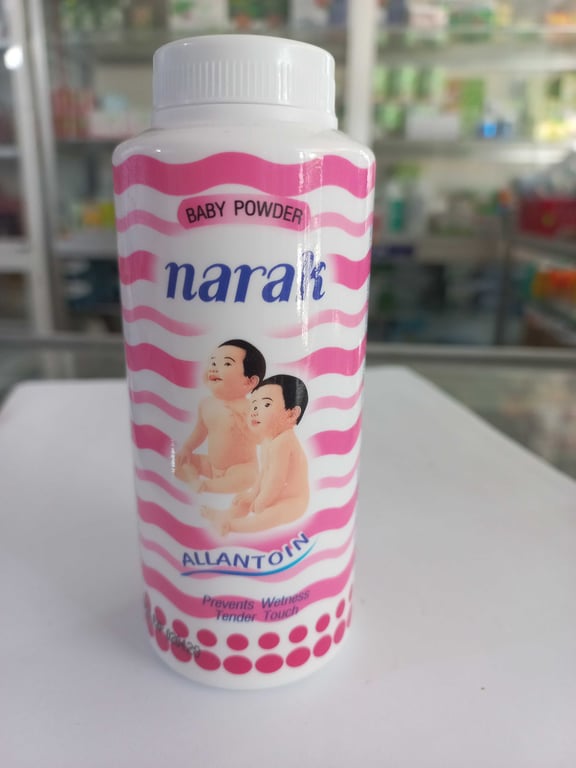 BABY POWDER
narak
ALLANTOIN
Prevents Wetness
Tender Touch